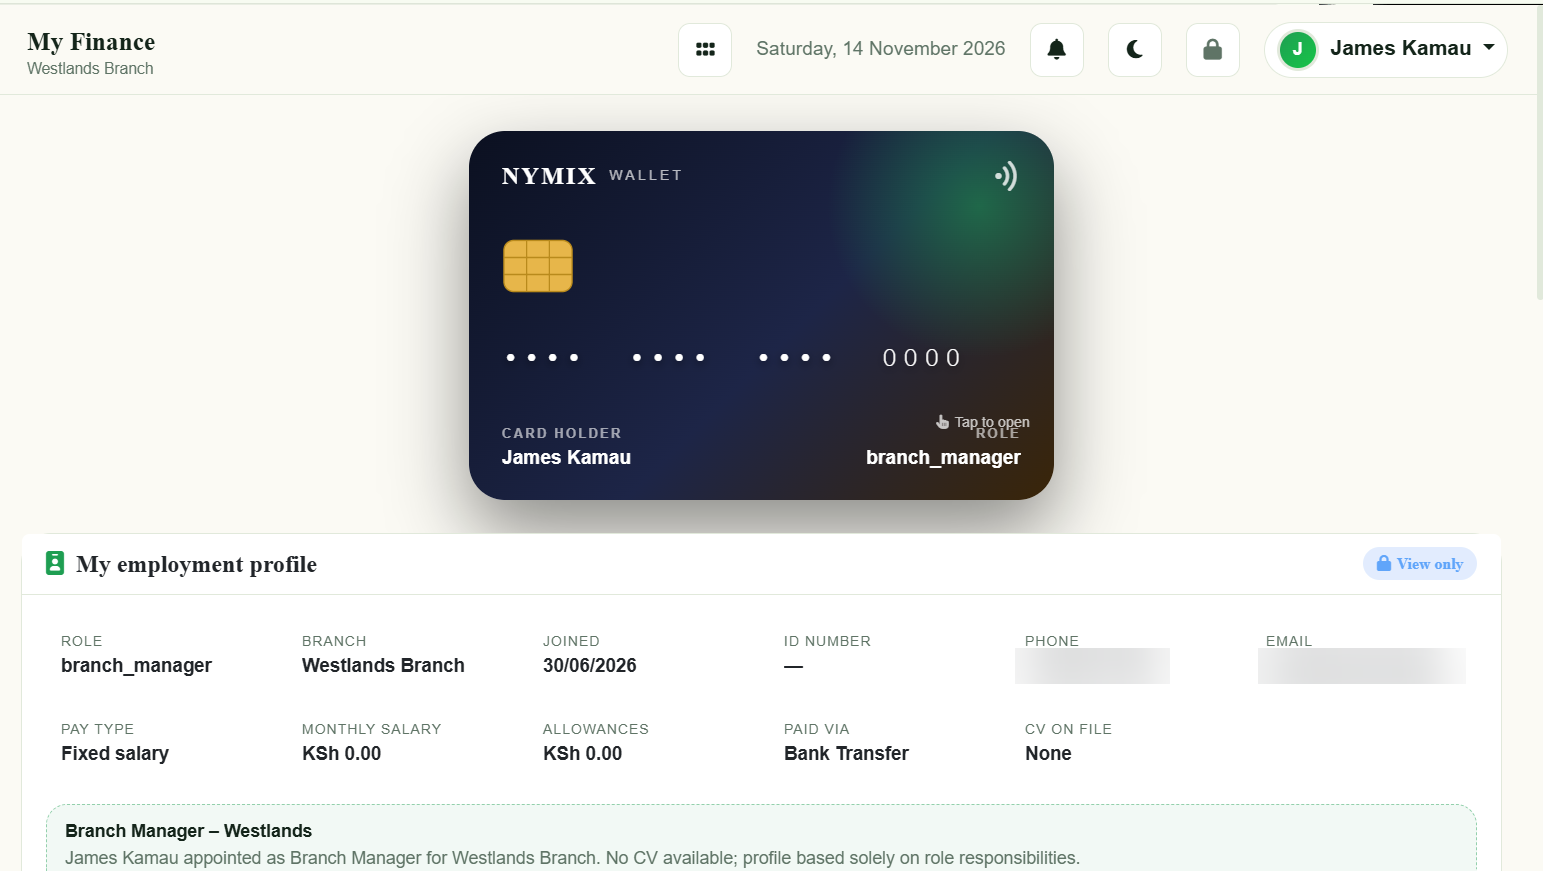 My Finance
Westlands Branch
Saturday, 14 November 2026
J
James Kamau
NYMIX WALLET
•••• •••• •••• 0000
Tap to open
CARD HOLDER
ROLE
James Kamau
branch_manager
My employment profile
View only
ROLE
branch_manager
BRANCH
Westlands Branch
JOINED
30/06/2026
ID NUMBER
—
PHONE
EMAIL
PAY TYPE
Fixed salary
MONTHLY SALARY
KSh 0.00
ALLOWANCES
KSh 0.00
PAID VIA
Bank Transfer
CV ON FILE
None
Branch Manager – Westlands
James Kamau appointed as Branch Manager for Westlands Branch. No CV available; profile based solely on role responsibilities.